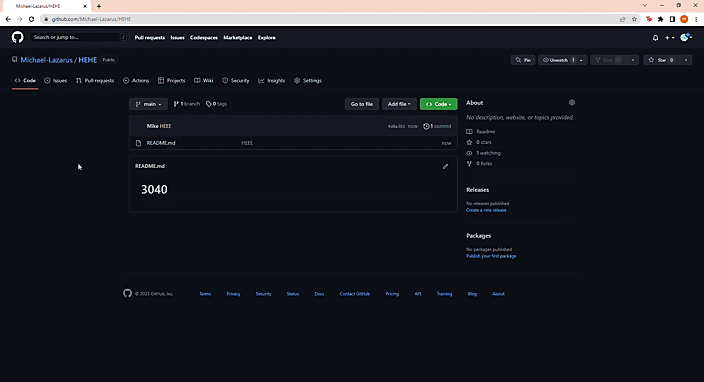 Michael-Lazarus/HEHE
github.com/Michael-Lazarus/HEHE
Search or jump to...
/
Pull requests Issues Codespaces Marketplace Explore
Michael-Lazarus / HEHE Public
Pin Unwatch 1 Star 0
Code Issues Pull requests Actions Projects Wiki Security Insights Settings
main 1 branch 0 tags Go to file Add file Code
About
No description, website, or topics provided.
Mike HEEE now 1 commit
README.md HEEE now
Readme
0 stars
1 watching
0 forks
README.md
3040
Releases
No releases published
Create a new release
Packages
No packages published
Publish your first package
© 2023 GitHub, Inc. Terms Privacy Security Status Docs Contact GitHub Pricing API Training Blog About